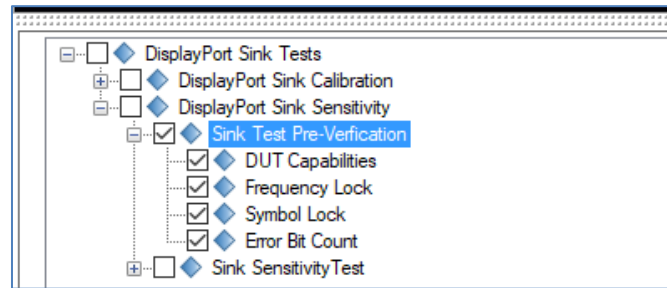 DisplayPort Sink Tests
DisplayPort Sink Calibration
DisplayPort Sink Sensitivity
Sink Test Pre-Verfication
DUT Capabilities
Frequency Lock
Symbol Lock
Error Bit Count
Sink SensitivityTest